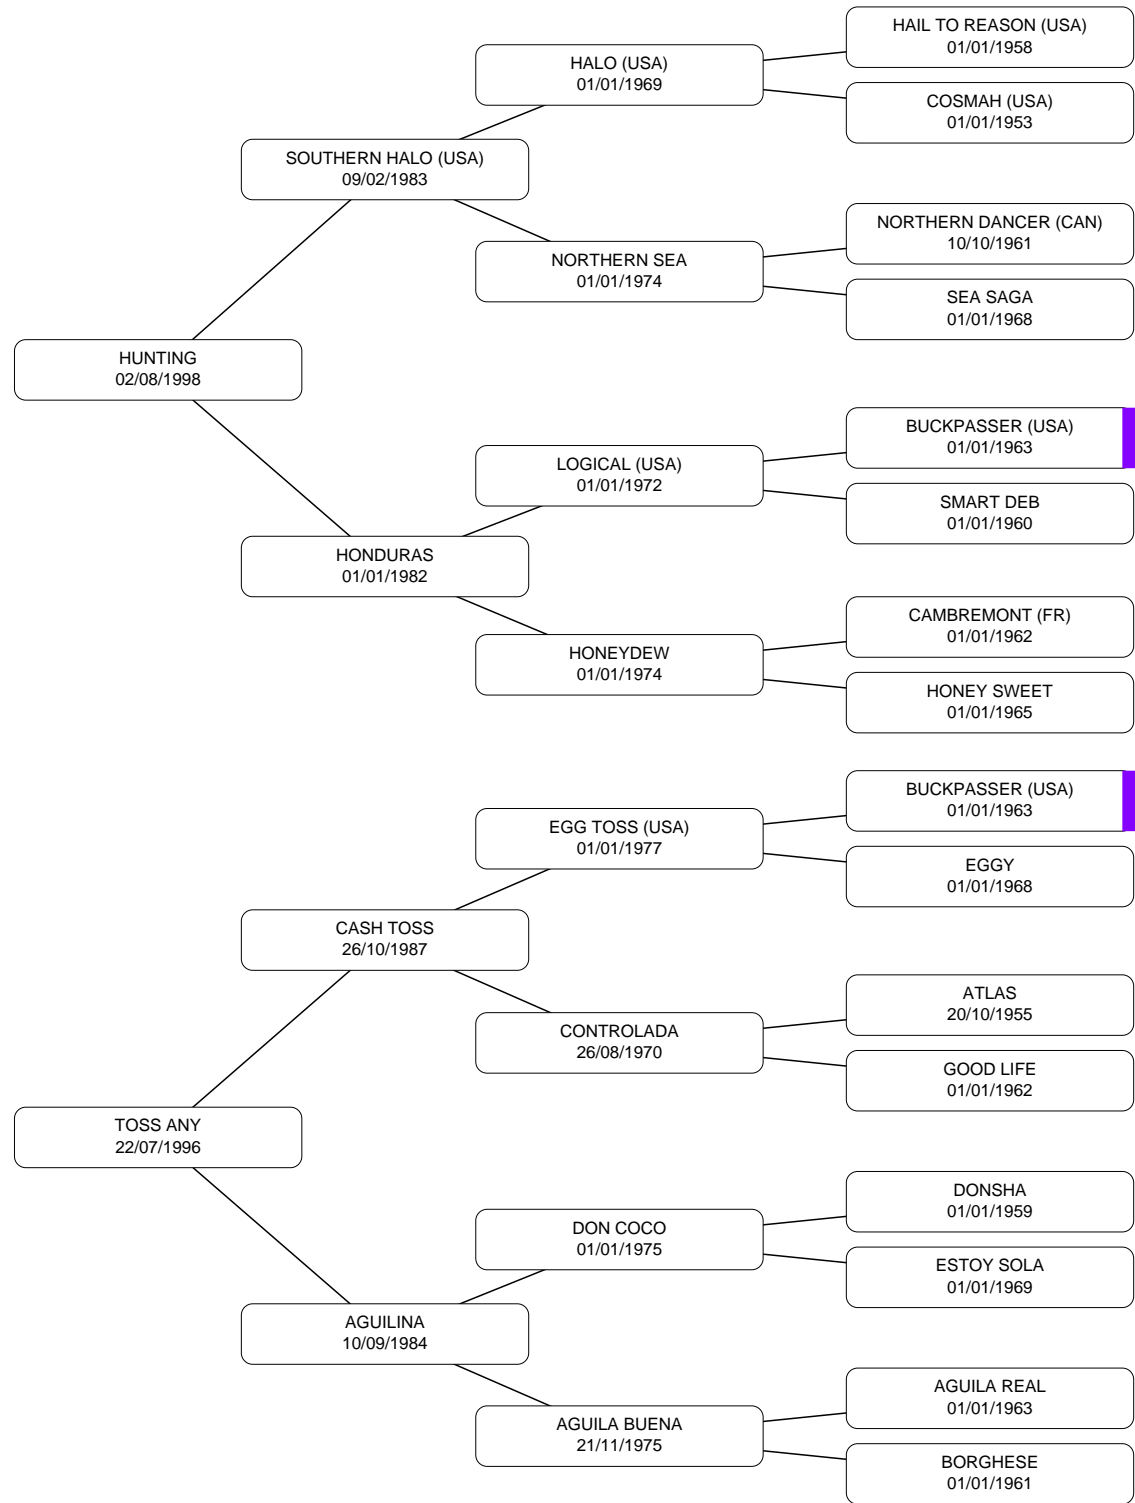 HAIL TO REASON (USA)
01/01/1958
HALO (USA)
01/01/1969
COSMAH (USA)
01/01/1953
SOUTHERN HALO (USA)
09/02/1983
NORTHERN DANCER (CAN)
10/10/1961
NORTHERN SEA
01/01/1974
SEA SAGA
01/01/1968
HUNTING
02/08/1998
BUCKPASSER (USA)
01/01/1963
LOGICAL (USA)
01/01/1972
SMART DEB
01/01/1960
HONDURAS
01/01/1982
CAMBREMONT (FR)
01/01/1962
HONEYDEW
01/01/1974
HONEY SWEET
01/01/1965
BUCKPASSER (USA)
01/01/1963
EGG TOSS (USA)
01/01/1977
EGGY
01/01/1968
CASH TOSS
26/10/1987
ATLAS
20/10/1955
CONTROLADA
26/08/1970
GOOD LIFE
01/01/1962
TOSS ANY
22/07/1996
DONSHA
01/01/1959
DON COCO
01/01/1975
ESTOY SOLA
01/01/1969
AGUILINA
10/09/1984
AGUILA REAL
01/01/1963
AGUILA BUENA
21/11/1975
BORGHESE
01/01/1961